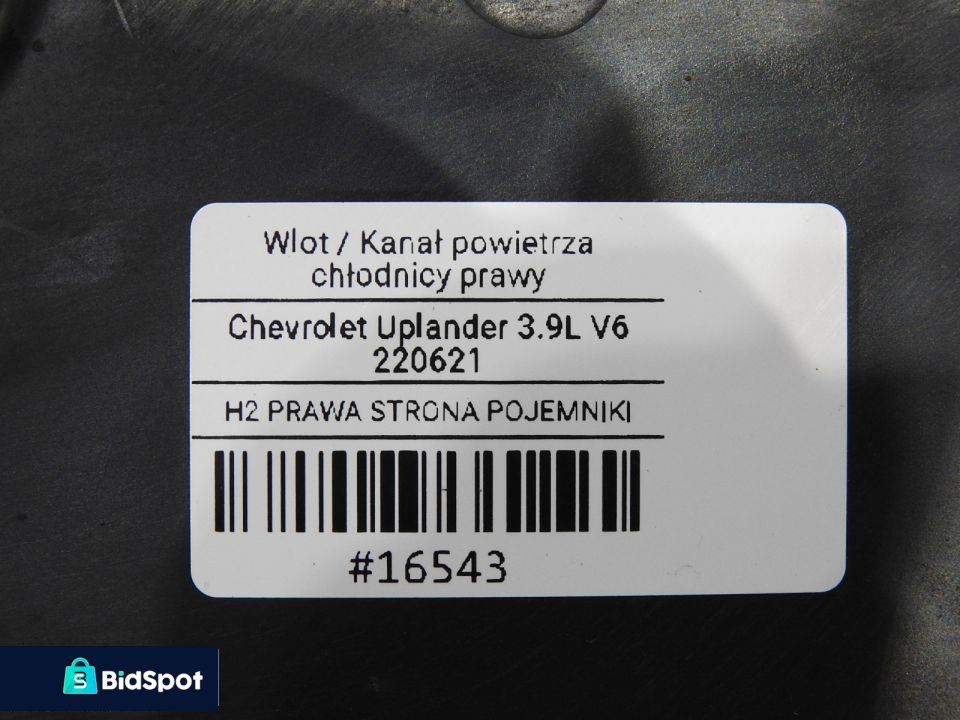 Wlot / Kanał powietrza
chłodnicy prawy
Chevrolet Uplander 3.9L V6
220621
H2 PRAWA STRONA POJEMNIKI
#16543
BidSpot